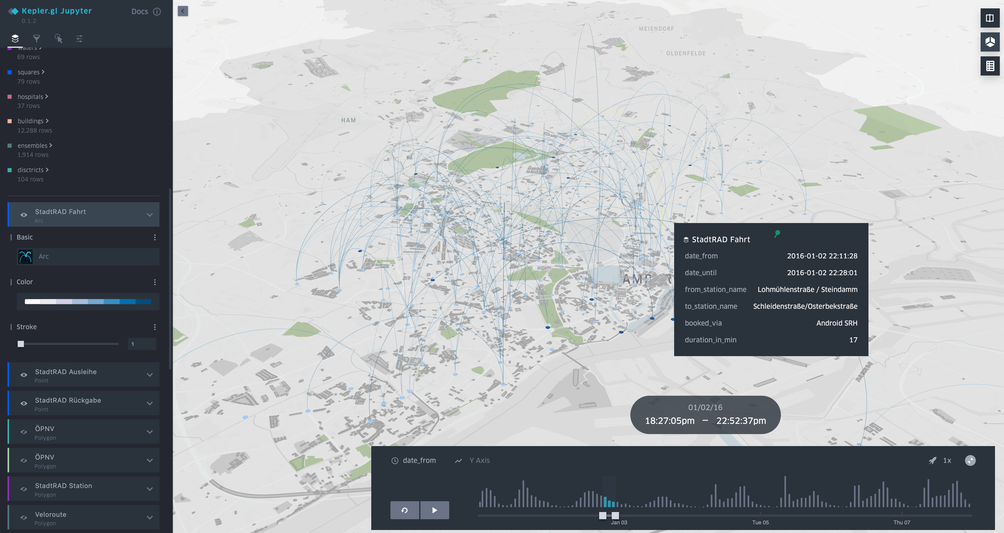 Kepler.gl Jupyter
Docs
0.1.2
69 rows
squares
79 rows
hospitals
37 rows
buildings
12,288 rows
ensembles
1,914 rows
disctricts
104 rows
StadtRAD Fahrt
Arc
Basic
Arc
Color
Stroke
1
StadtRAD Ausleihe
Point
StadtRAD Rückgabe
Point
ÖPNV
Polygon
ÖPNV
Polygon
StadtRAD Station
Polygon
Veloroute
Polygon
MEIENDORF
OLDENFELDE
HAM
StadtRAD Fahrt
date_from 2016-01-02 22:11:28
date_until 2016-01-02 22:28:01
from_station_name Lohmühlenstraße / Steindamm
to_station_name Schleidenstraße/Osterbekstraße
booked_via Android SRH
duration_in_min 17
01/02/16
18:27:05pm – 22:52:37pm
date_from
Y Axis
1x
Jan 03
Tue 05
Thu 07